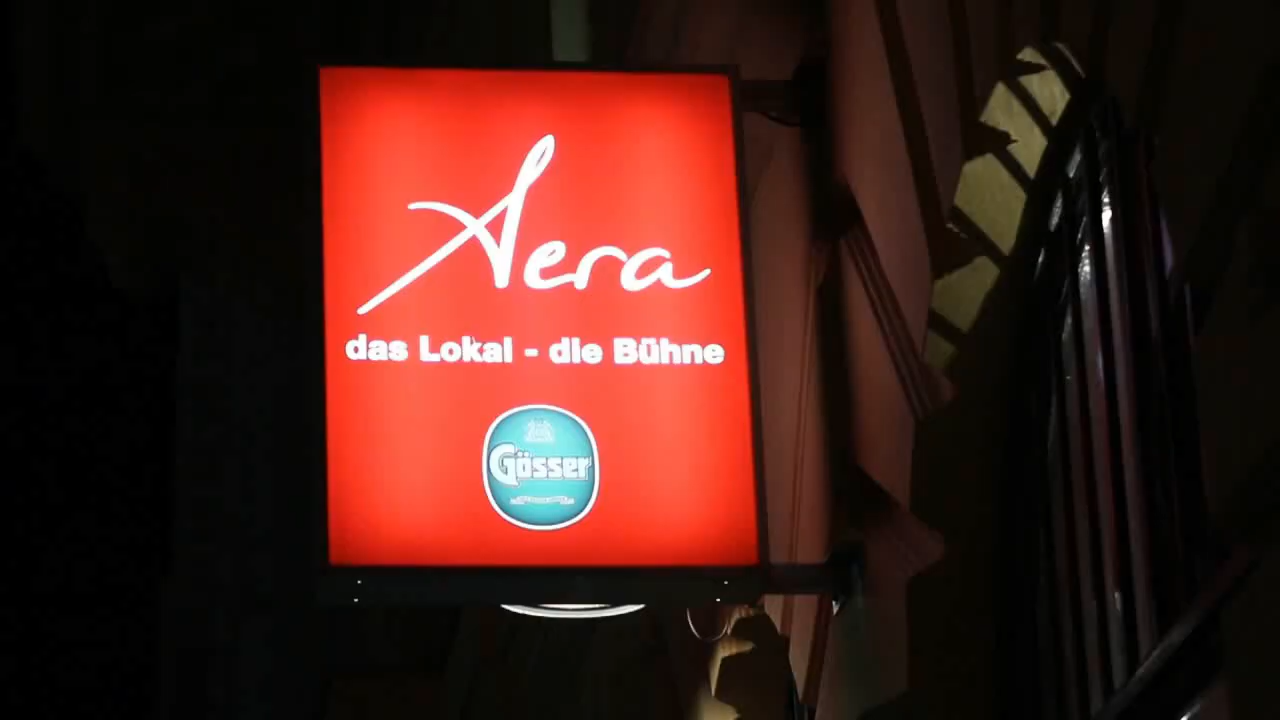 Aera
das Lokal - die Bühne
Gösser